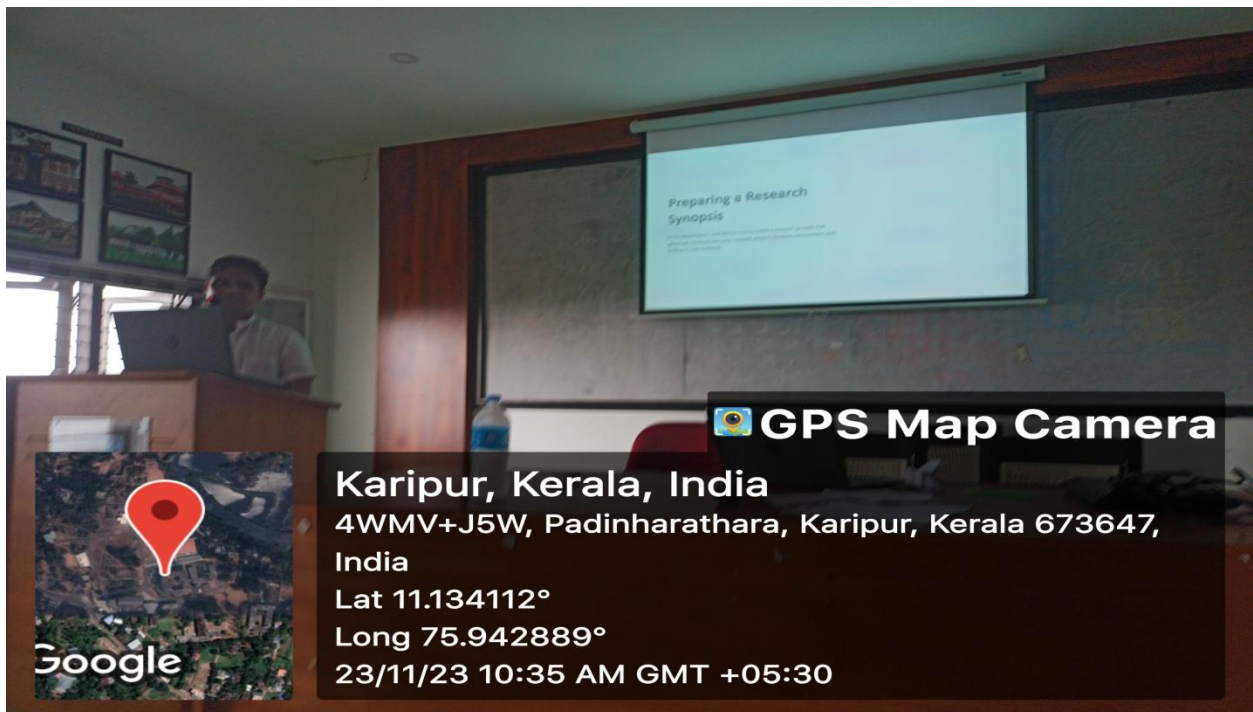 Preparing a Research
Synopsis
GPS Map Camera
Karipur, Kerala, India
4WMV+J5W, Padinharathara, Karipur, Kerala 673647,
India
Lat 11.134112°
Long 75.942889°
23/11/23 10:35 AM GMT +05:30
Google